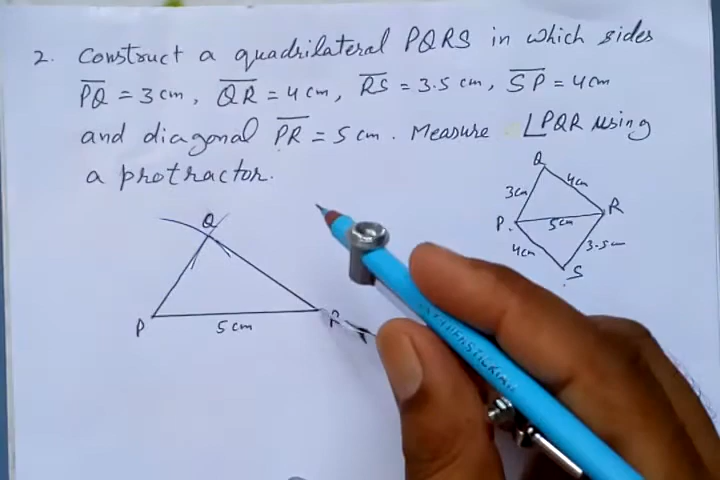 2. Construct a quadrilateral PQRS in which sides
PQ = 3 cm, QR = 4 cm, RS = 3.5 cm, SP = 4 cm
and diagonal PR = 5 cm. Measure ∠PQR using
a protractor.
Q
3cm 4cm
P. 5cm R
4cm 3.5cm
S
Q
P 5 cm R